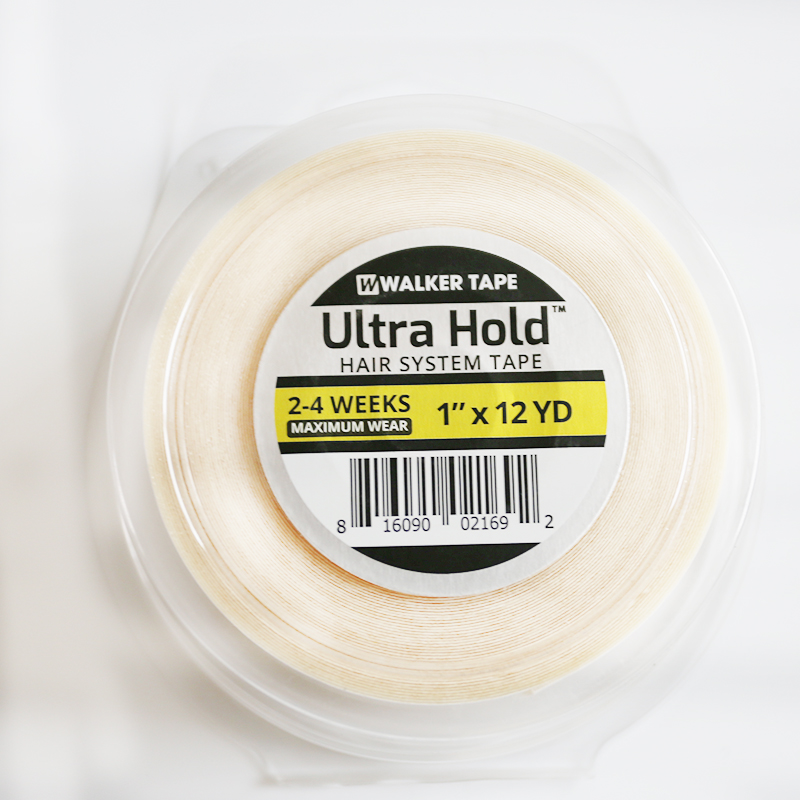 W WALKER TAPE
Ultra Hold™
HAIR SYSTEM TAPE
2-4 WEEKS
MAXIMUM WEAR
1″ x 12 YD
8 16090 02169 2